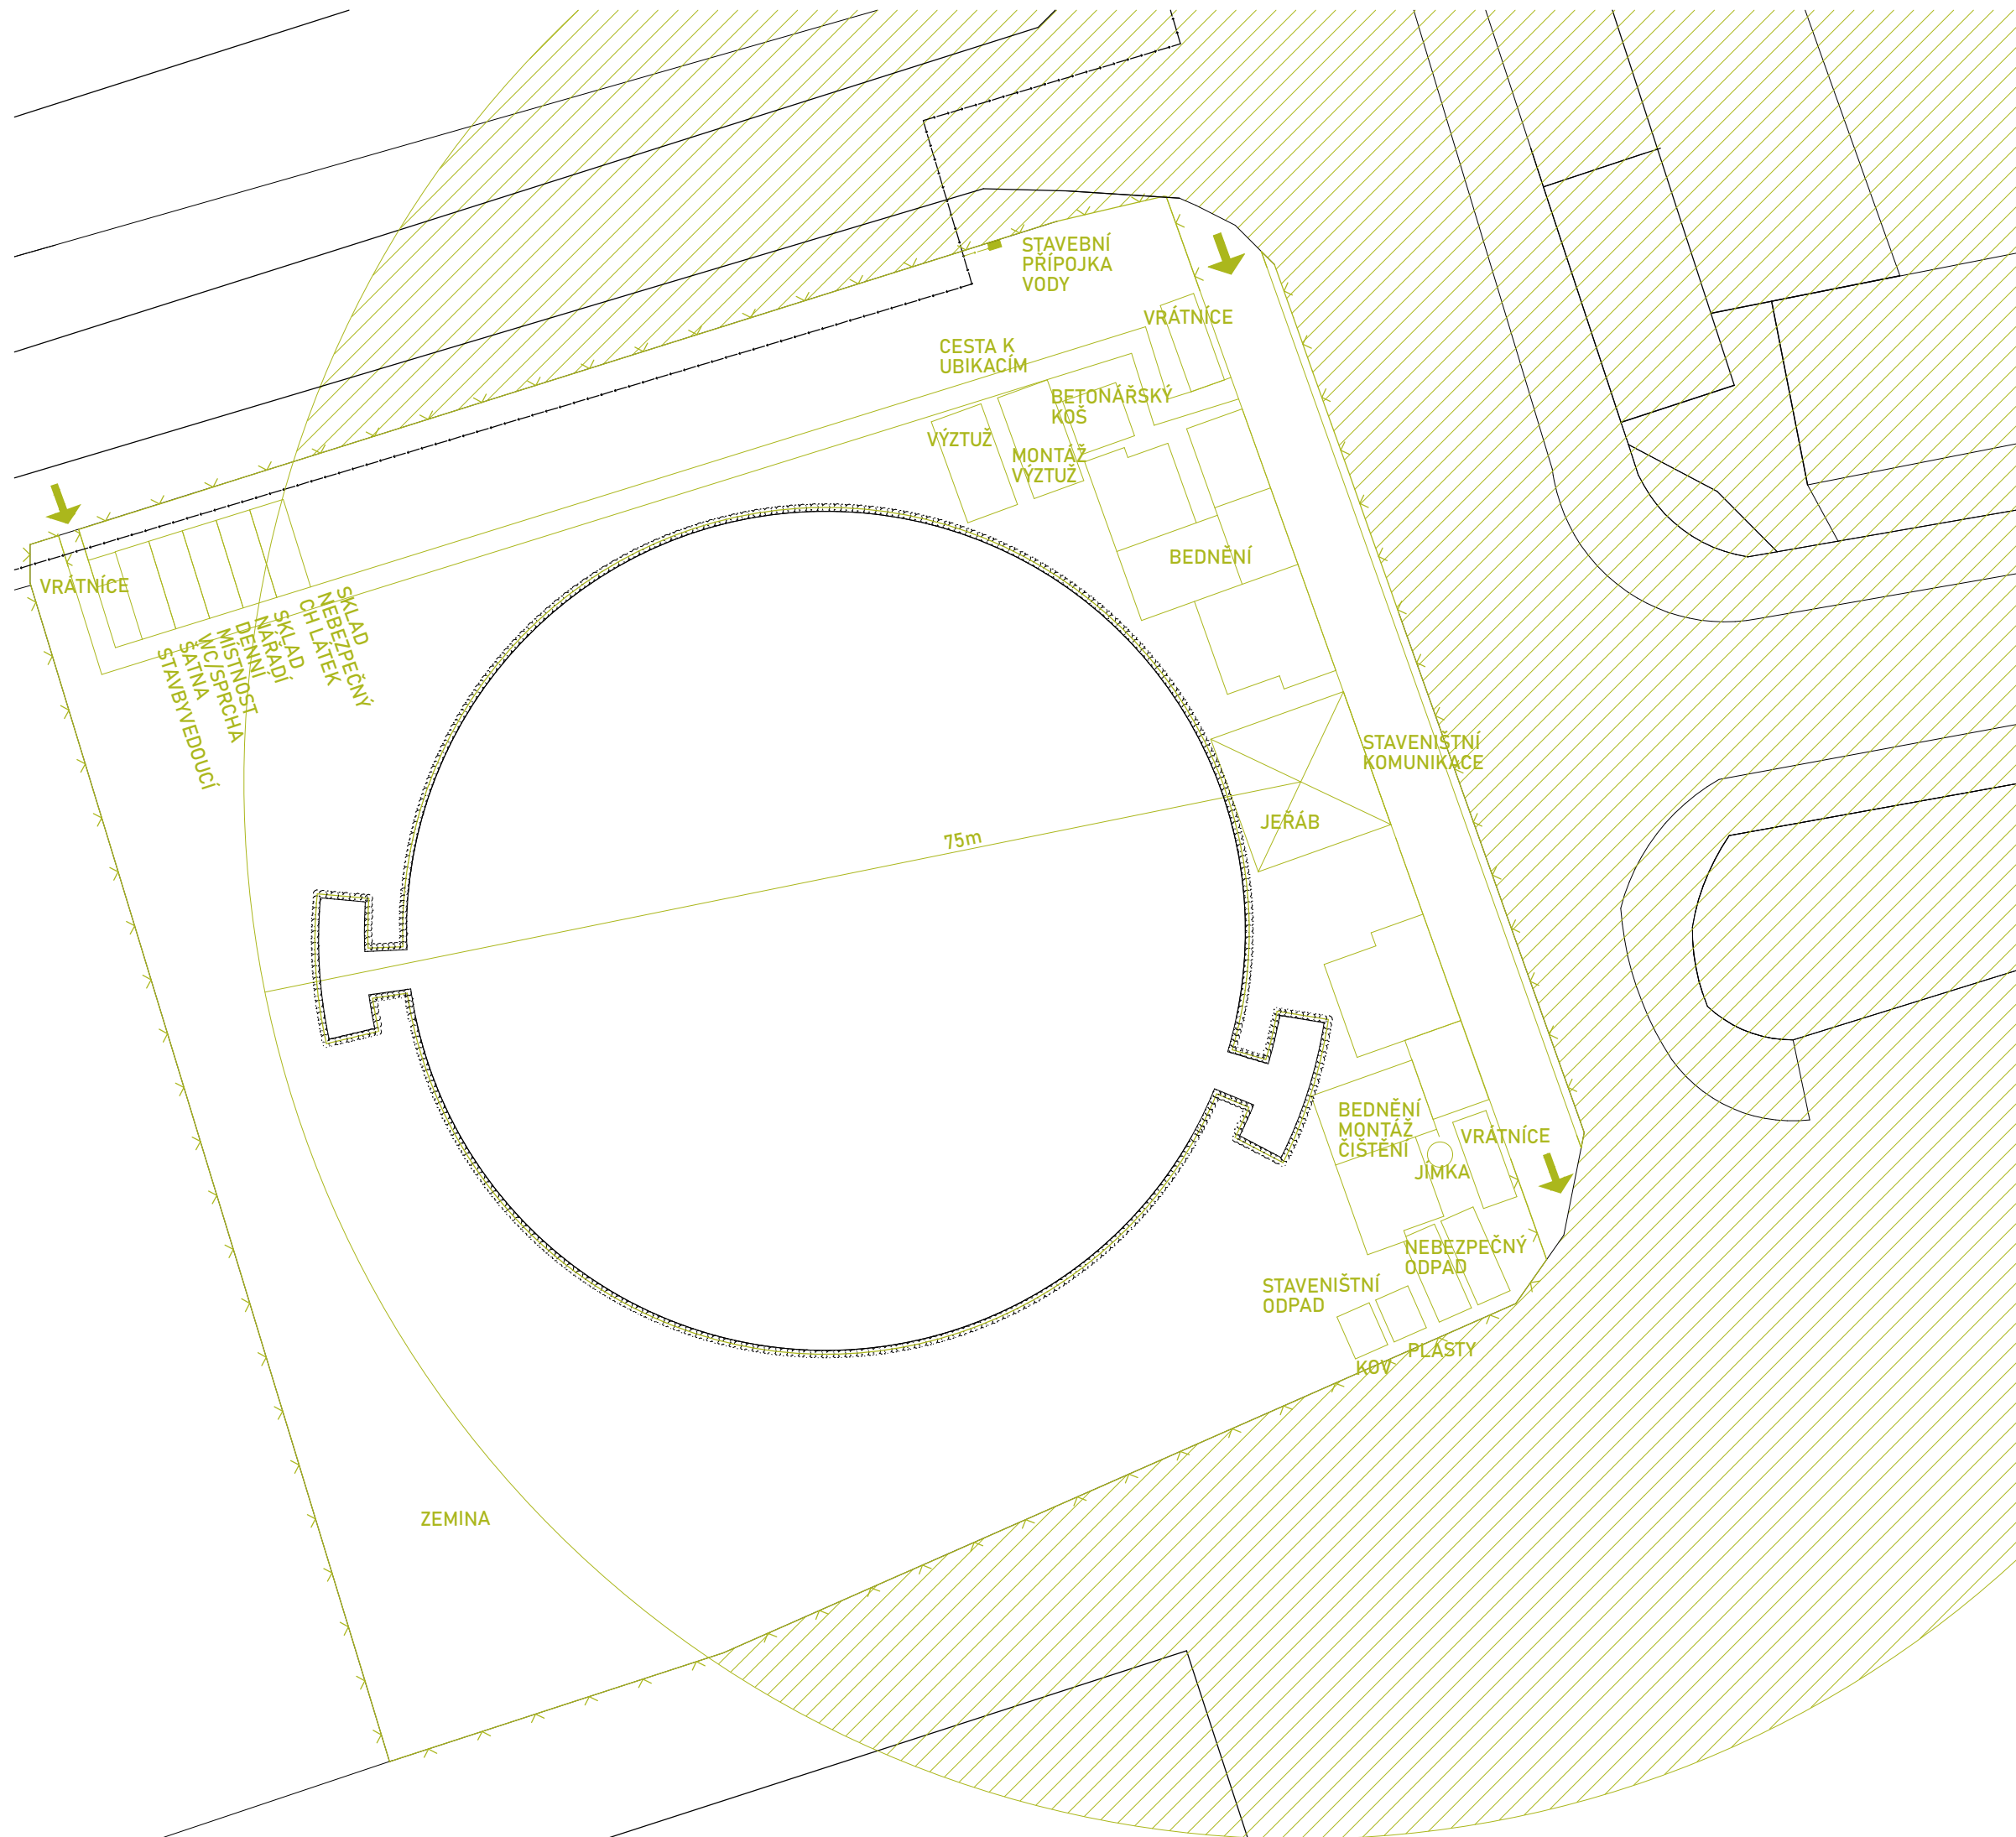 STAVEBNÍ
PŘÍPOJKA
VODY
VRÁTNÍCE
CESTA K
UBIKACÍM
BETONÁŘSKÝ
KOŠ
VÝZTUŽ
MONTÁŽ
VÝZTUŽ
BEDNĚNÍ
VRÁTNÍCE
STAVBYVEDOUCÍ
ŠATNA
WC/SPRCHA
DENNÍ
MÍSTNOST
SKLAD
NÁŘADÍ
SKLAD
NEBEZPEČNÝ
CH LÁTEK
STAVENIŠTNÍ
KOMUNIKACE
JEŘÁB
75m
BEDNĚNÍ
MONTÁŽ
ČIŠTĚNÍ
VRÁTNÍCE
JÍMKA
NEBEZPEČNÝ
ODPAD
STAVENIŠTNÍ
ODPAD
PLASTY
KOV
ZEMINA